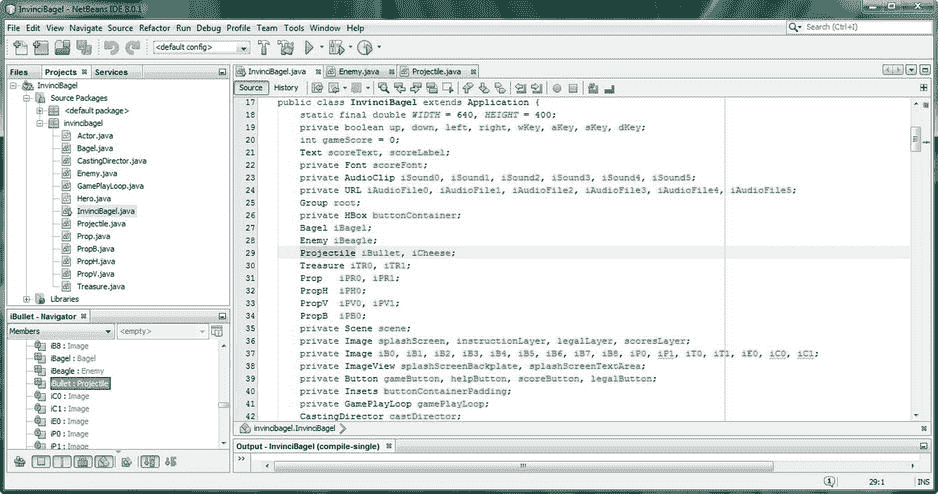 InvinciBagel - NetBeans IDE 8.0.1
File Edit View Navigate Source Refactor Run Debug Profile Team Tools Window Help
Search (Ctrl+I)
<default config>
Files Projects Services
InvinciBagel
Source Packages
<default package>
invincibagel
Actor.java
Bagel.java
CastingDirector.java
Enemy.java
GamePlayLoop.java
Hero.java
InvinciBagel.java
Projectile.java
Prop.java
PropB.java
PropH.java
PropV.java
Treasure.java
Libraries
iBullet - Navigator
Members <empty>
iB8 : Image
iBagel : Bagel
iBeagle : Enemy
iBullet : Projectile
iC0 : Image
iC1 : Image
iE0 : Image
iP0 : Image
iP1 : Image
InvinciBagel.java Enemy.java Projectile.java
Source History
17 public class InvinciBagel extends Application {
18 static final double WIDTH = 640, HEIGHT = 400;
19 private boolean up, down, left, right, wKey, aKey, sKey, dKey;
20 int gameScore = 0;
21 Text scoreText, scoreLabel;
22 private Font scoreFont;
23 private AudioClip iSound0, iSound1, iSound2, iSound3, iSound4, iSound5;
24 private URL iAudioFile0, iAudioFile1, iAudioFile2, iAudioFile3, iAudioFile4, iAudioFile5;
25 Group root;
26 private HBox buttonContainer;
27 Bagel iBagel;
28 Enemy iBeagle;
29 Projectile iBullet, iCheese;
30 Treasure iTR0, iTR1;
31 Prop iPR0, iPR1;
32 PropH iPH0;
33 PropV iPV0, iPV1;
34 PropB iPB0;
35 private Scene scene;
36 private Image splashScreen, instructionLayer, legalLayer, scoresLayer;
37 private Image iB0, iB1, iB2, iB3, iB4, iB5, iB6, iB7, iB8, iP0, iP1, iT0, iT1, iE0, iC0, iC1;
38 private ImageView splashScreenBackplate, splashScreenTextArea;
39 private Button gameButton, helpButton, scoreButton, legalButton;
40 private Insets buttonContainerPadding;
41 private GamePlayLoop gamePlayLoop;
42 CastingDirector castDirector;
invincibagel.InvinciBagel
Output - InvinciBagel (compile-single)
29:1 INS